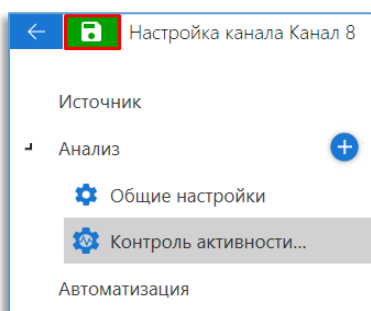 Настройка канала Канал 8
Источник
Анализ
Общие настройки
Контроль активности...
Автоматизация